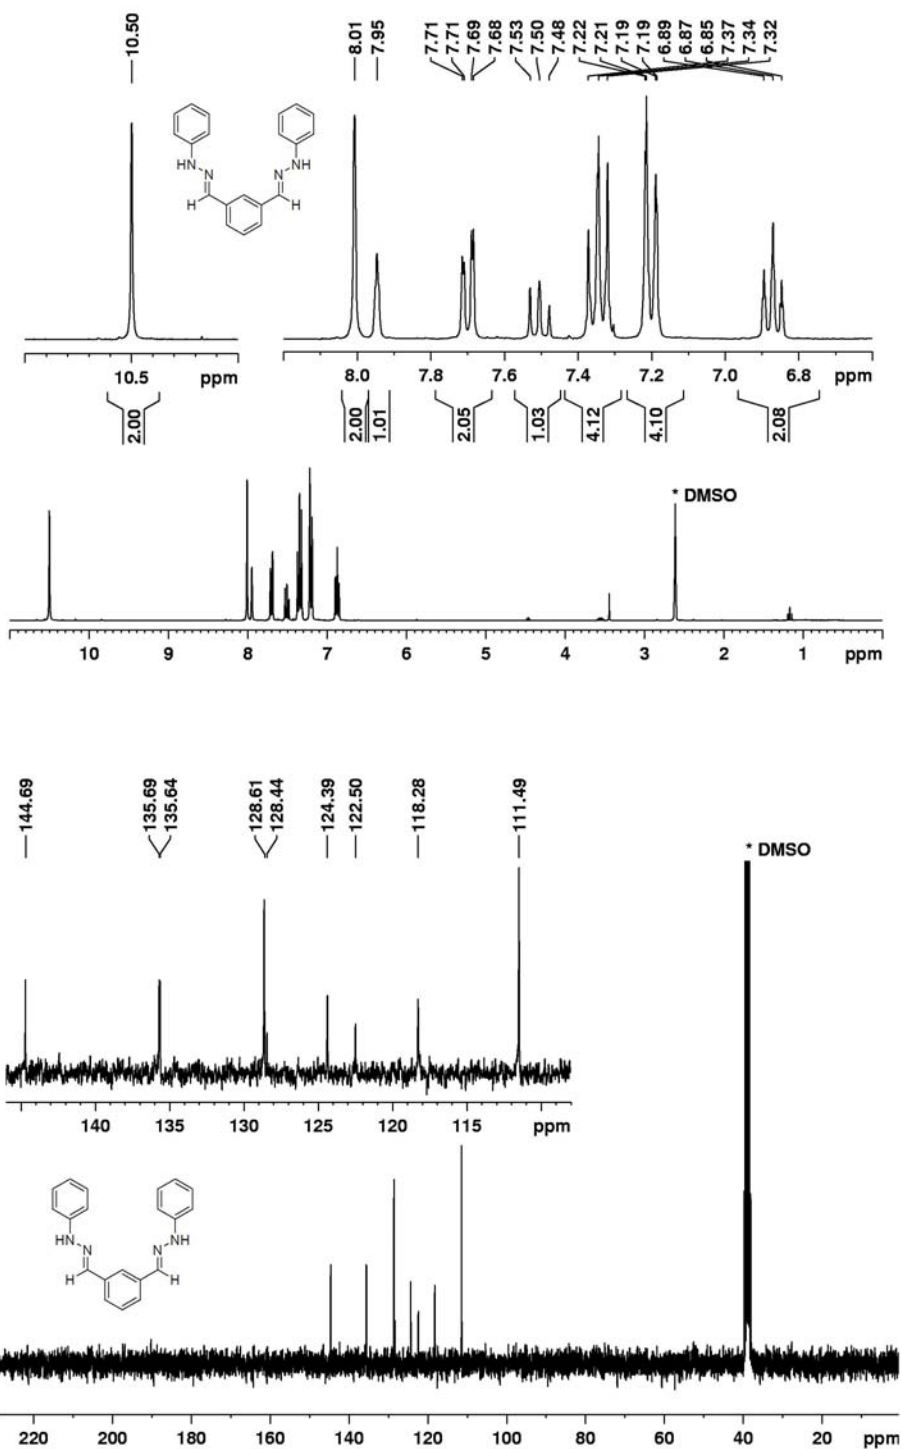 10.50
8.01
7.95
7.71
7.71
7.69
7.68
7.53
7.50
7.48
7.22
7.21
7.19
7.19
6.89
6.87
6.85
7.37
7.34
7.32
HN
N
H
N
NH
H
10.5 ppm
8.0 7.8 7.6 7.4 7.2 7.0 6.8 ppm
2.00
2.00
1.01
2.05
1.03
4.12
4.10
2.08
* DMSO
10 9 8 7 6 5 4 3 2 1 ppm
144.69
135.69
135.64
128.61
128.44
124.39
122.50
118.28
111.49
* DMSO
140 135 130 125 120 115 ppm
HN
N
H
N
NH
H
220 200 180 160 140 120 100 80 60 40 20 ppm